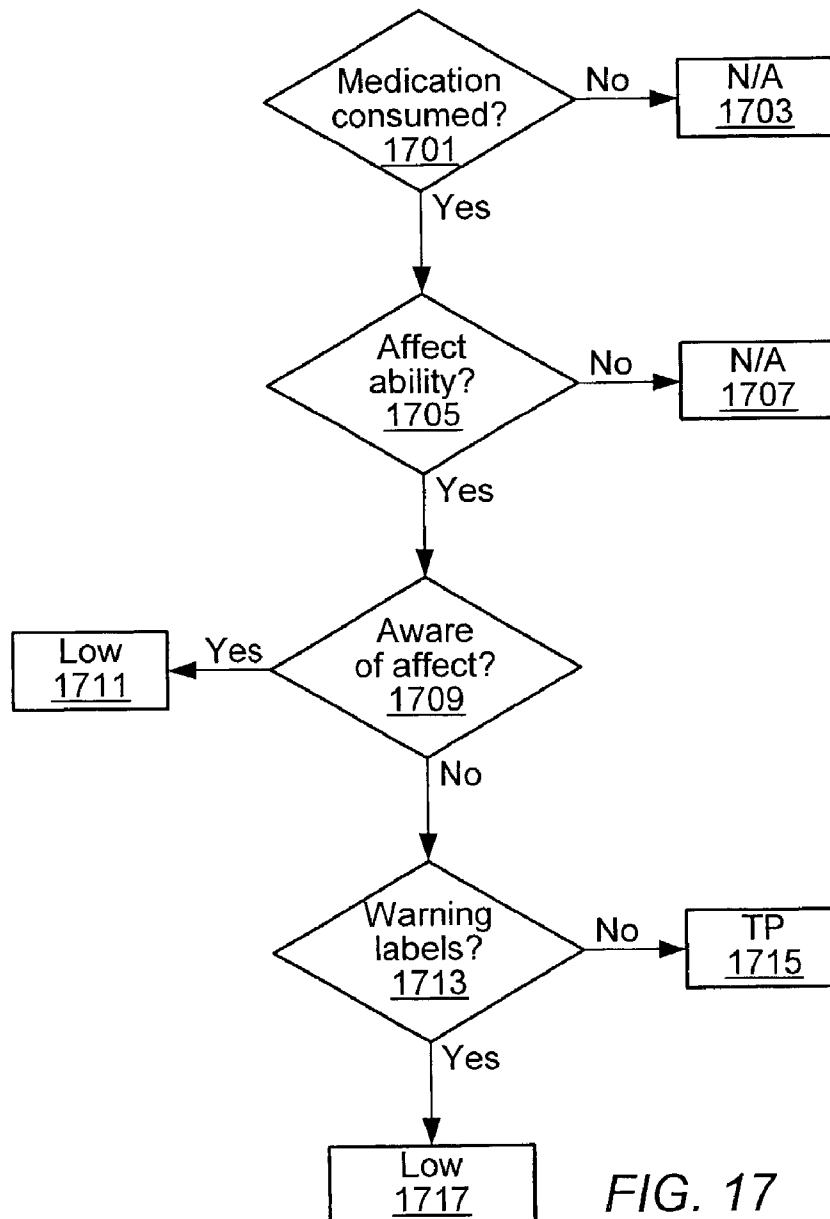 Medication
consumed?
1701
No
N/A
1703
Yes
Affect
ability?
1705
No
N/A
1707
Yes
Aware
of affect?
1709
Yes
Low
1711
No
Warning
labels?
1713
No
TP
1715
Yes
Low
1717
FIG. 17